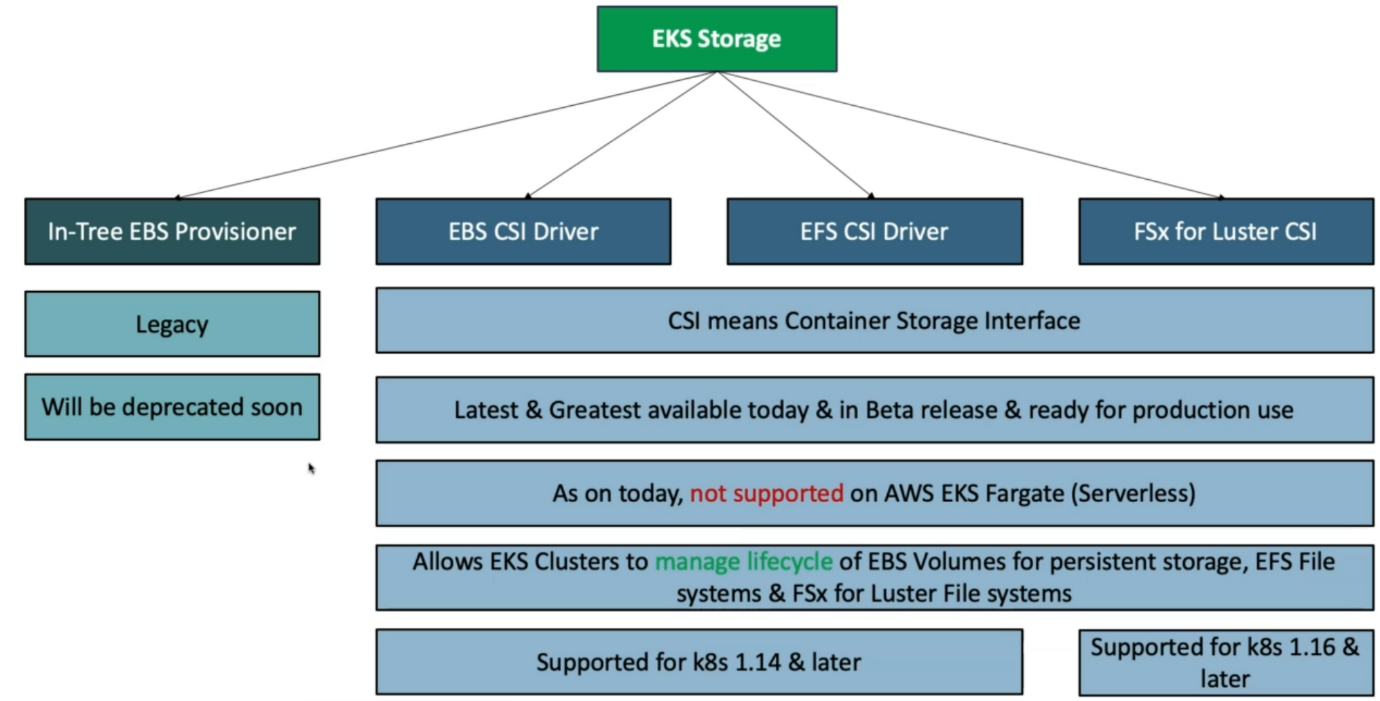 EKS Storage
In-Tree EBS Provisioner
EBS CSI Driver
EFS CSI Driver
FSx for Luster CSI
Legacy
CSI means Container Storage Interface
Will be deprecated soon
Latest & Greatest available today & in Beta release & ready for production use
As on today, not supported on AWS EKS Fargate (Serverless)
Allows EKS Clusters to manage lifecycle of EBS Volumes for persistent storage, EFS File
systems & FSx for Luster File systems
Supported for k8s 1.14 & later
Supported for k8s 1.16 &
later